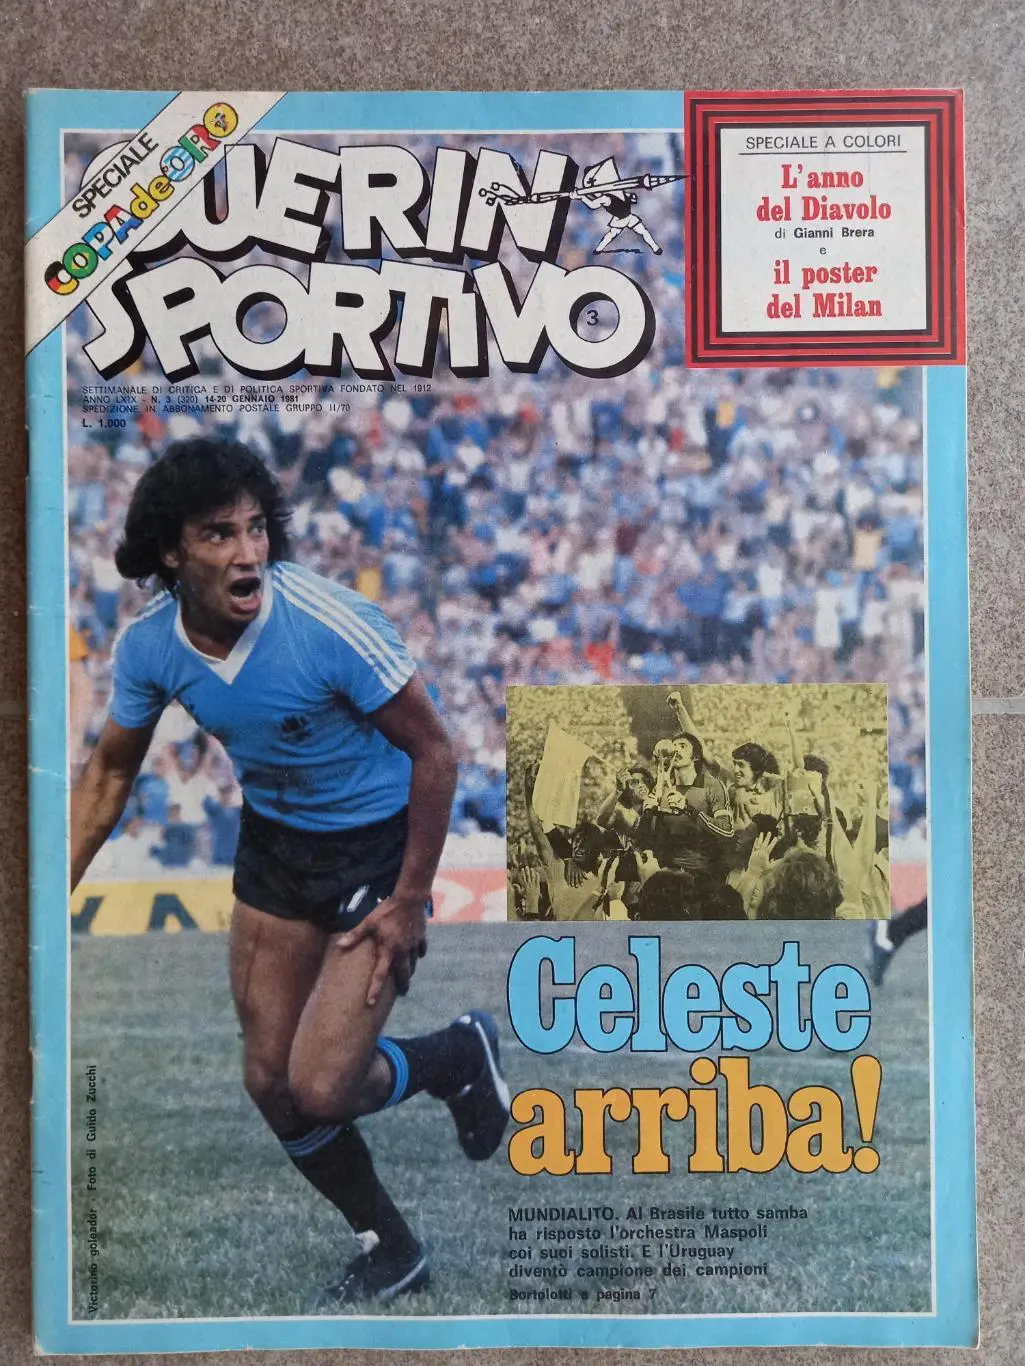 SPECIALE
COPA de ORO
GUERIN
SPORTIVO
3
SETTIMANALE DI CRITICA E DI POLITICA SPORTIVA FONDATO NEL 1912
ANNO LXIX - N. 3 (320) 14-20 GENNAIO 1981
SPEDIZIONE IN ABBONAMENTO POSTALE GRUPPO II/70
L. 1.000
SPECIALE A COLORI
L'anno
del Diavolo
di Gianni Brera
e
il poster
del Milan
Celeste
arriba!
MUNDIALITO. Al Brasile tutto samba
ha risposto l'orchestra Maspoli
coi suoi solisti. E l'Uruguay
diventò campione dei campioni
Bortolotti a pagina 7
Victorino goleador - Foto di Guido Zucchi